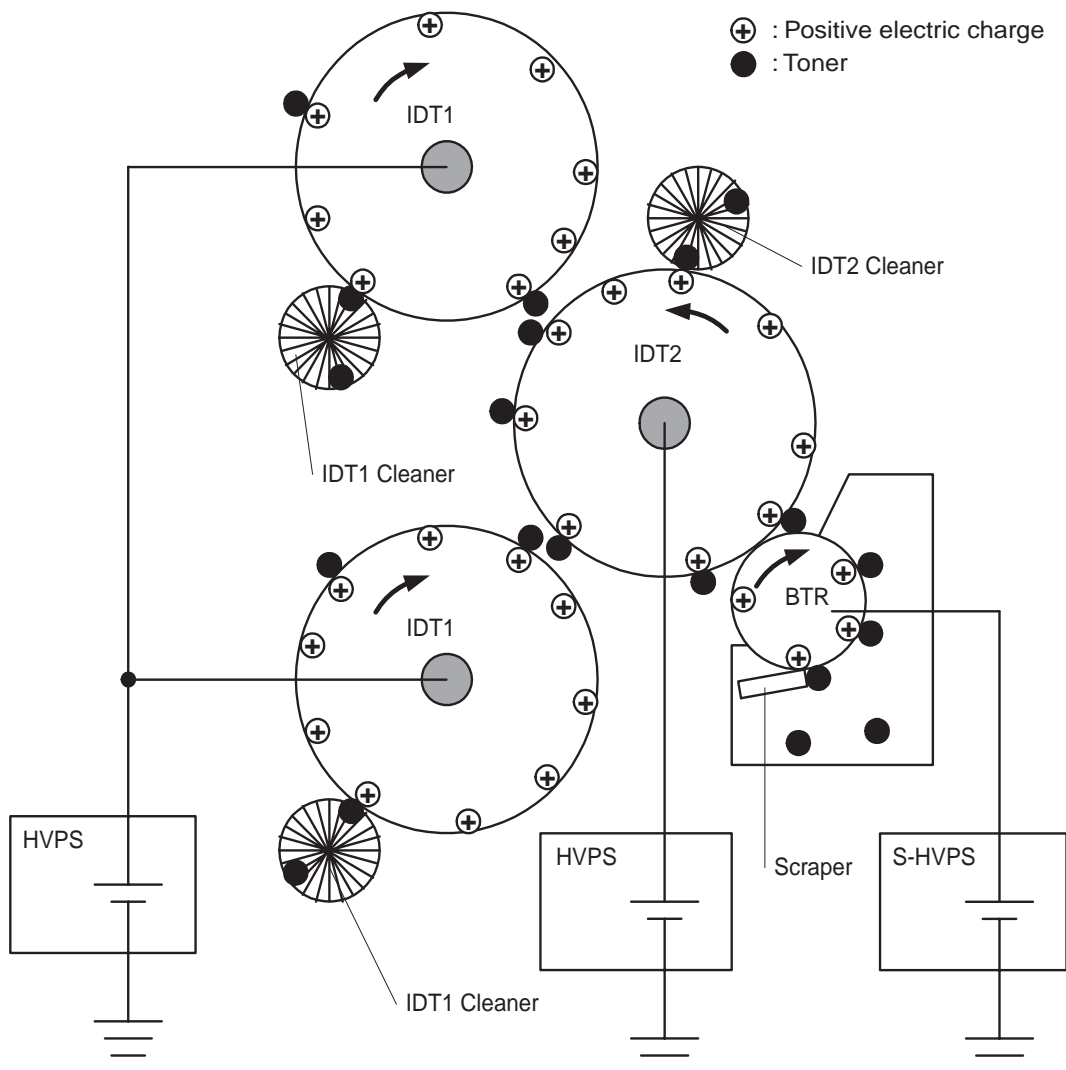 : Positive electric charge
: Toner
IDT1
IDT2 Cleaner
IDT2
IDT1 Cleaner
BTR
IDT1
HVPS
HVPS
S-HVPS
Scraper
IDT1 Cleaner